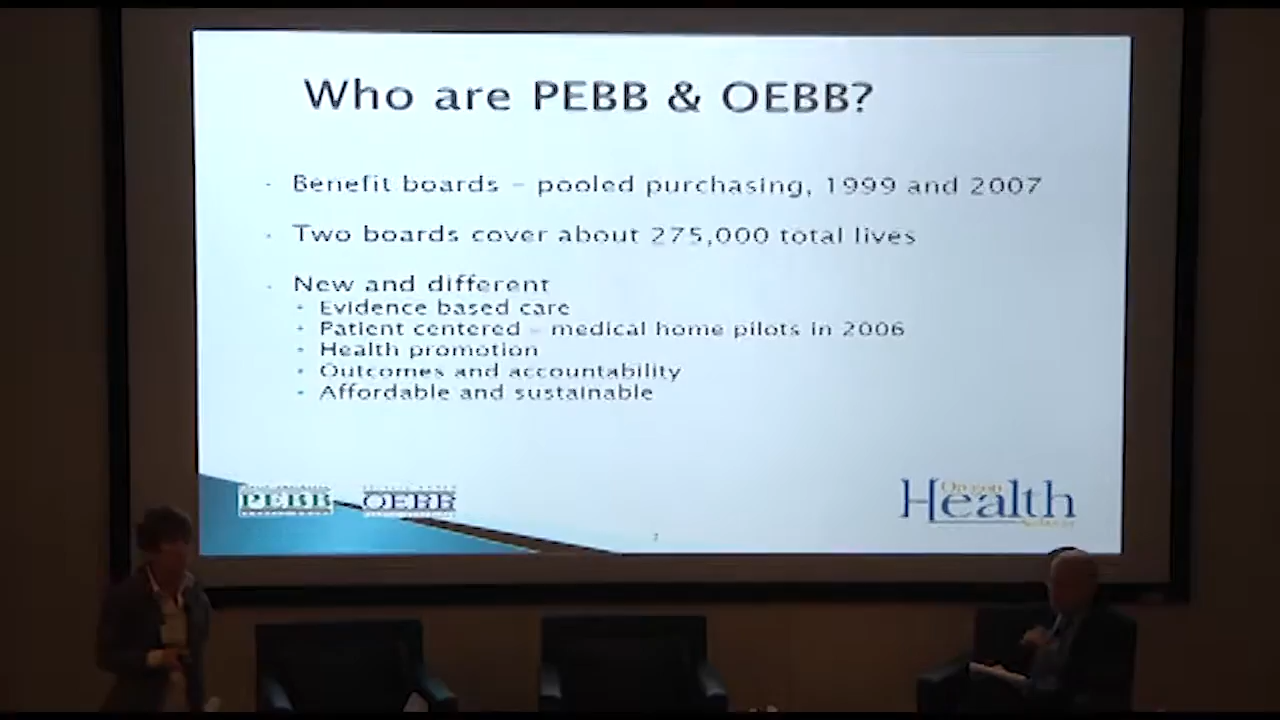 Who are PEBB & OEBB?
· Benefit boards – pooled purchasing, 1999 and 2007
· Two boards cover about 275,000 total lives
· New and different
· Evidence based care
· Patient centered – medical home pilots in 2006
· Health promotion
· Outcomes and accountability
· Affordable and sustainable
PEBB
OEBB
Oregon
Health